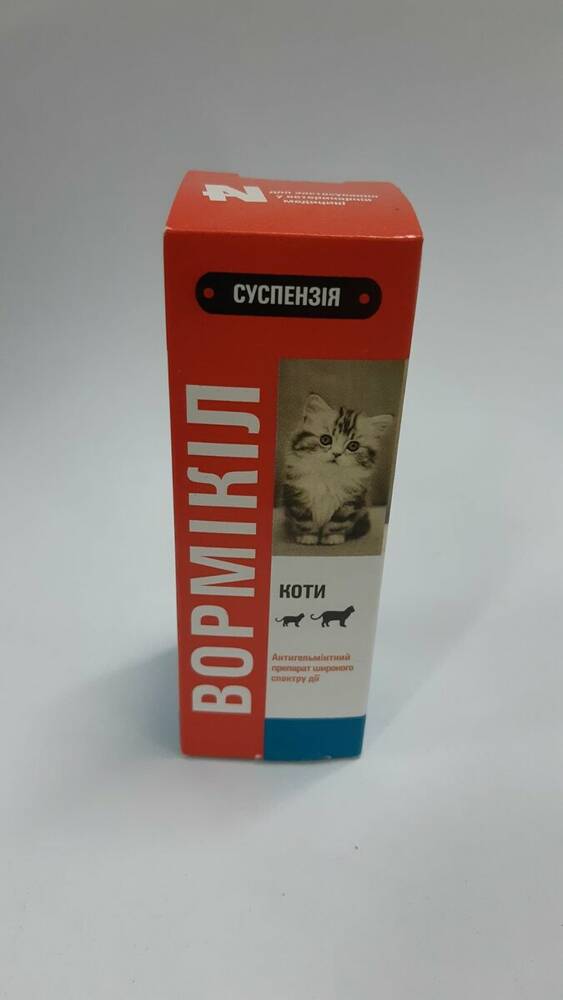 Для застосування
у ветеринарній
медицині
СУСПЕНЗІЯ
ВОРМІКІЛ
КОТИ
Антигельмінтний
препарат широкого
спектру дії